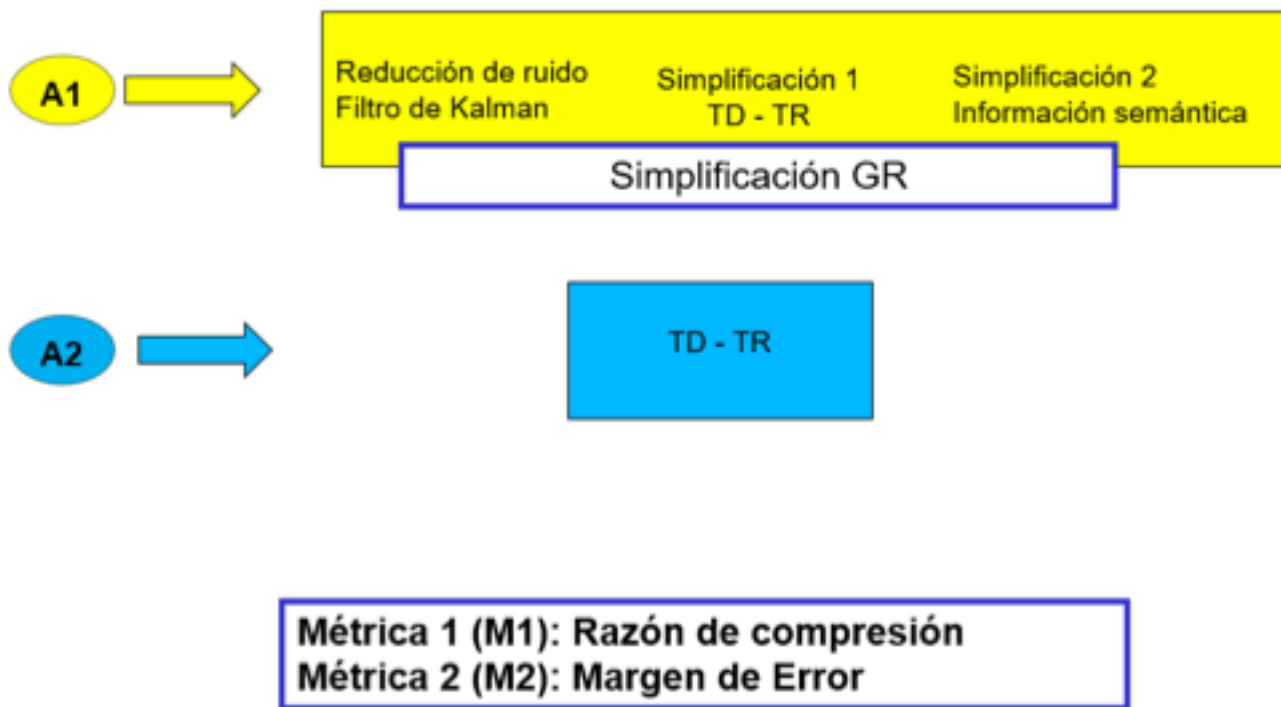 A1
Reducción de ruido
Filtro de Kalman
Simplificación 1
TD - TR
Simplificación 2
Información semántica
Simplificación GR
A2
TD - TR
Métrica 1 (M1): Razón de compresión
Métrica 2 (M2): Margen de Error